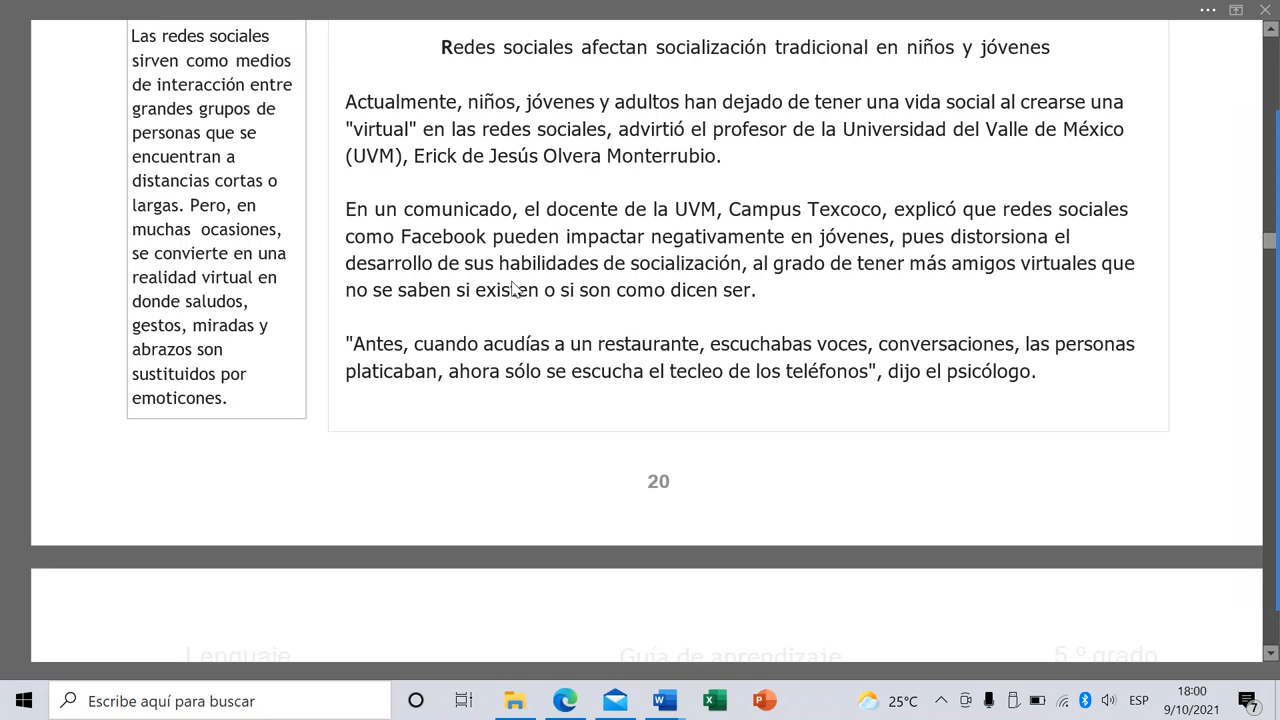 Las redes sociales
sirven como medios
de interacción entre
grandes grupos de
personas que se
encuentran a
distancias cortas o
largas. Pero, en
muchas ocasiones,
se convierte en una
realidad virtual en
donde saludos,
gestos, miradas y
abrazos son
sustituidos por
emoticones.
Redes sociales afectan socialización tradicional en niños y jóvenes
Actualmente, niños, jóvenes y adultos han dejado de tener una vida social al crearse una
"virtual" en las redes sociales, advirtió el profesor de la Universidad del Valle de México
(UVM), Erick de Jesús Olvera Monterrubio.
En un comunicado, el docente de la UVM, Campus Texcoco, explicó que redes sociales
como Facebook pueden impactar negativamente en jóvenes, pues distorsiona el
desarrollo de sus habilidades de socialización, al grado de tener más amigos virtuales que
no se saben si existen o si son como dicen ser.
"Antes, cuando acudías a un restaurante, escuchabas voces, conversaciones, las personas
platicaban, ahora sólo se escucha el tecleo de los teléfonos", dijo el psicólogo.
20
Lenguaje Guía de aprendizaje 5 º grado
Escribe aquí para buscar
25°C
ESP
18:00
9/10/2021
7